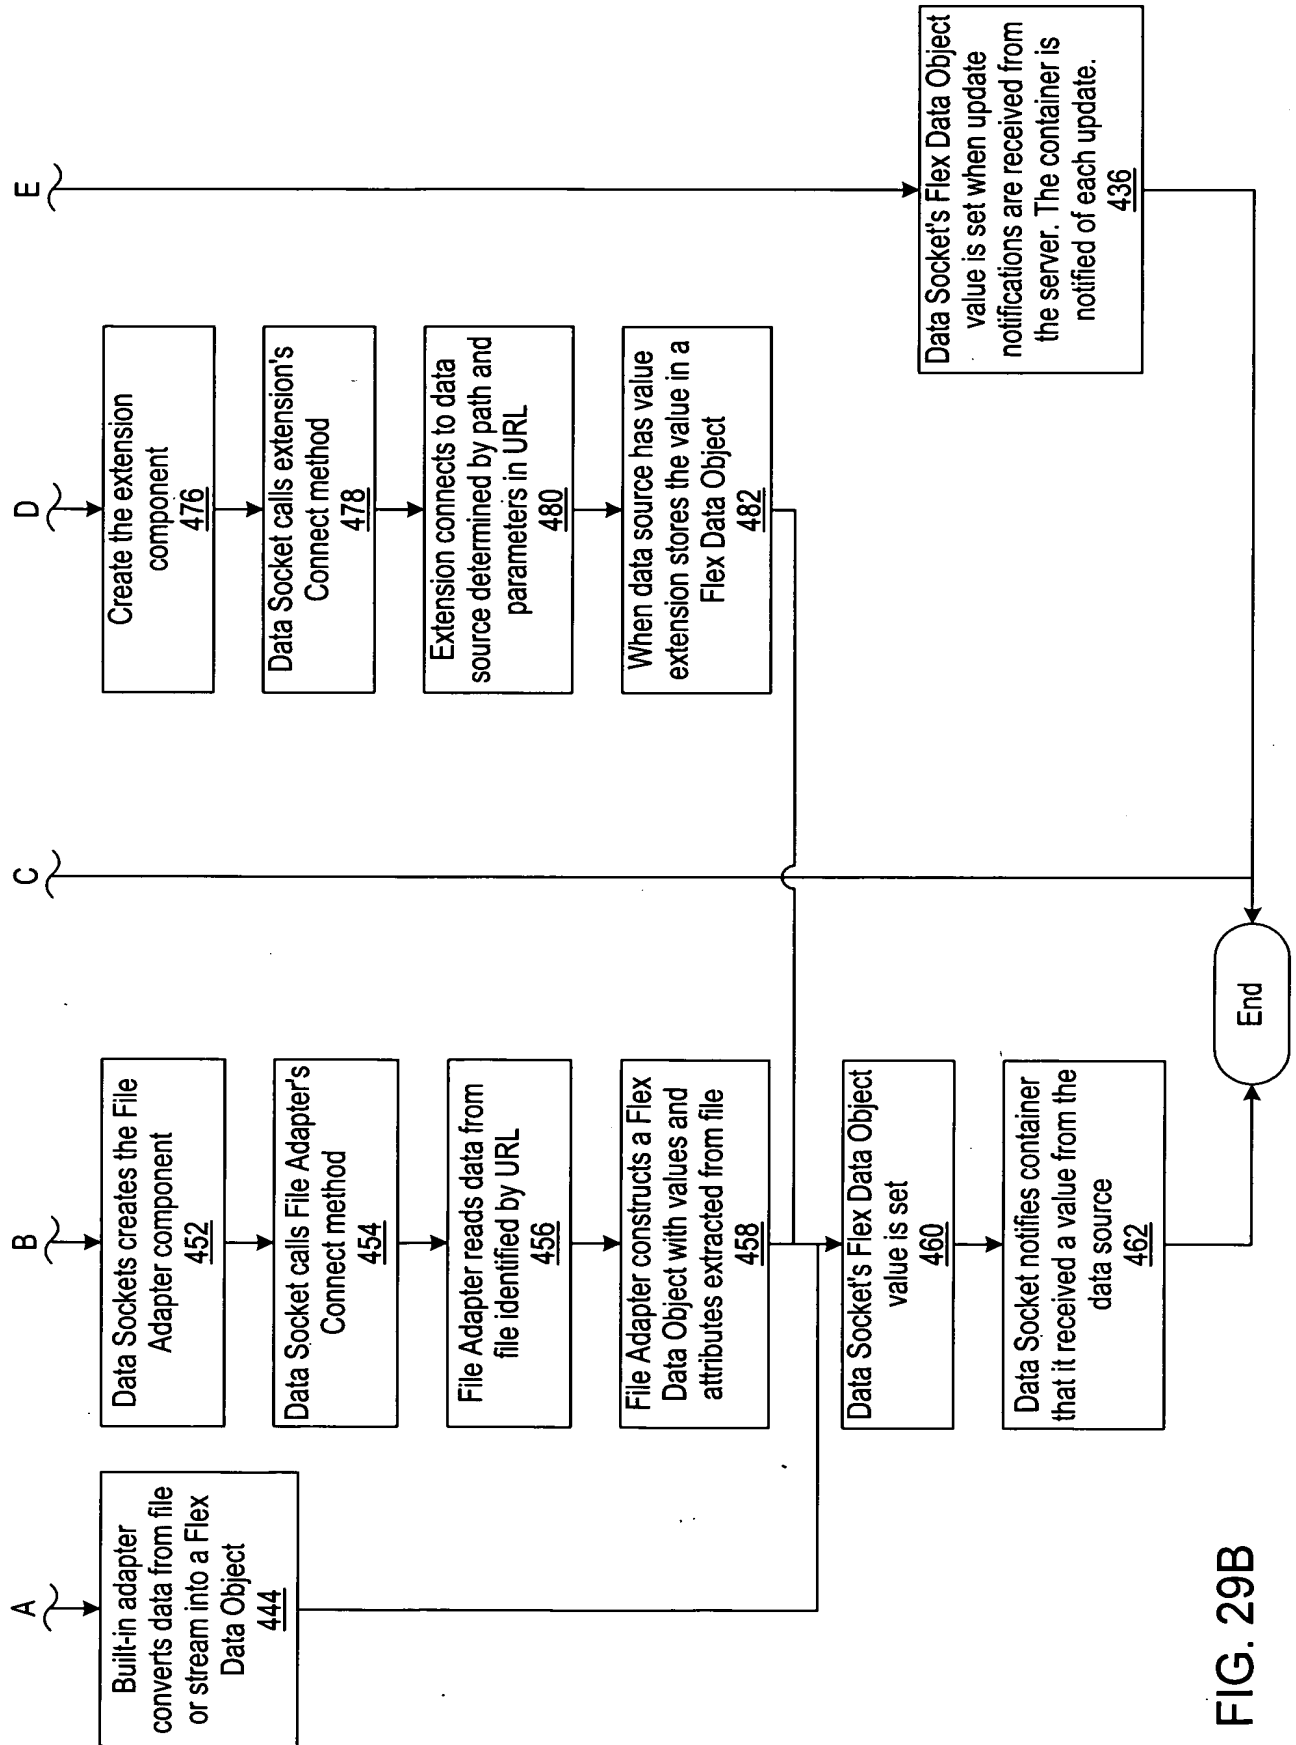 A
Built-in adapter
converts data from file
or stream into a Flex
Data Object
444
B
Data Sockets creates the File
Adapter component
452
Data Socket calls File Adapter's
Connect method
454
File Adapter reads data from
file identified by URL
456
File Adapter constructs a Flex
Data Object with values and
attributes extracted from file
458
Data Socket's Flex Data Object
value is set
460
Data Socket notifies container
that it received a value from the
data source
462
C
End
D
Create the extension
component
476
Data Socket calls extension's
Connect method
478
Extension connects to data
source determined by path and
parameters in URL
480
When data source has value
extension stores the value in a
Flex Data Object
482
E
Data Socket's Flex Data Object
value is set when update
notifications are received from
the server. The container is
notified of each update.
436
FIG. 29B